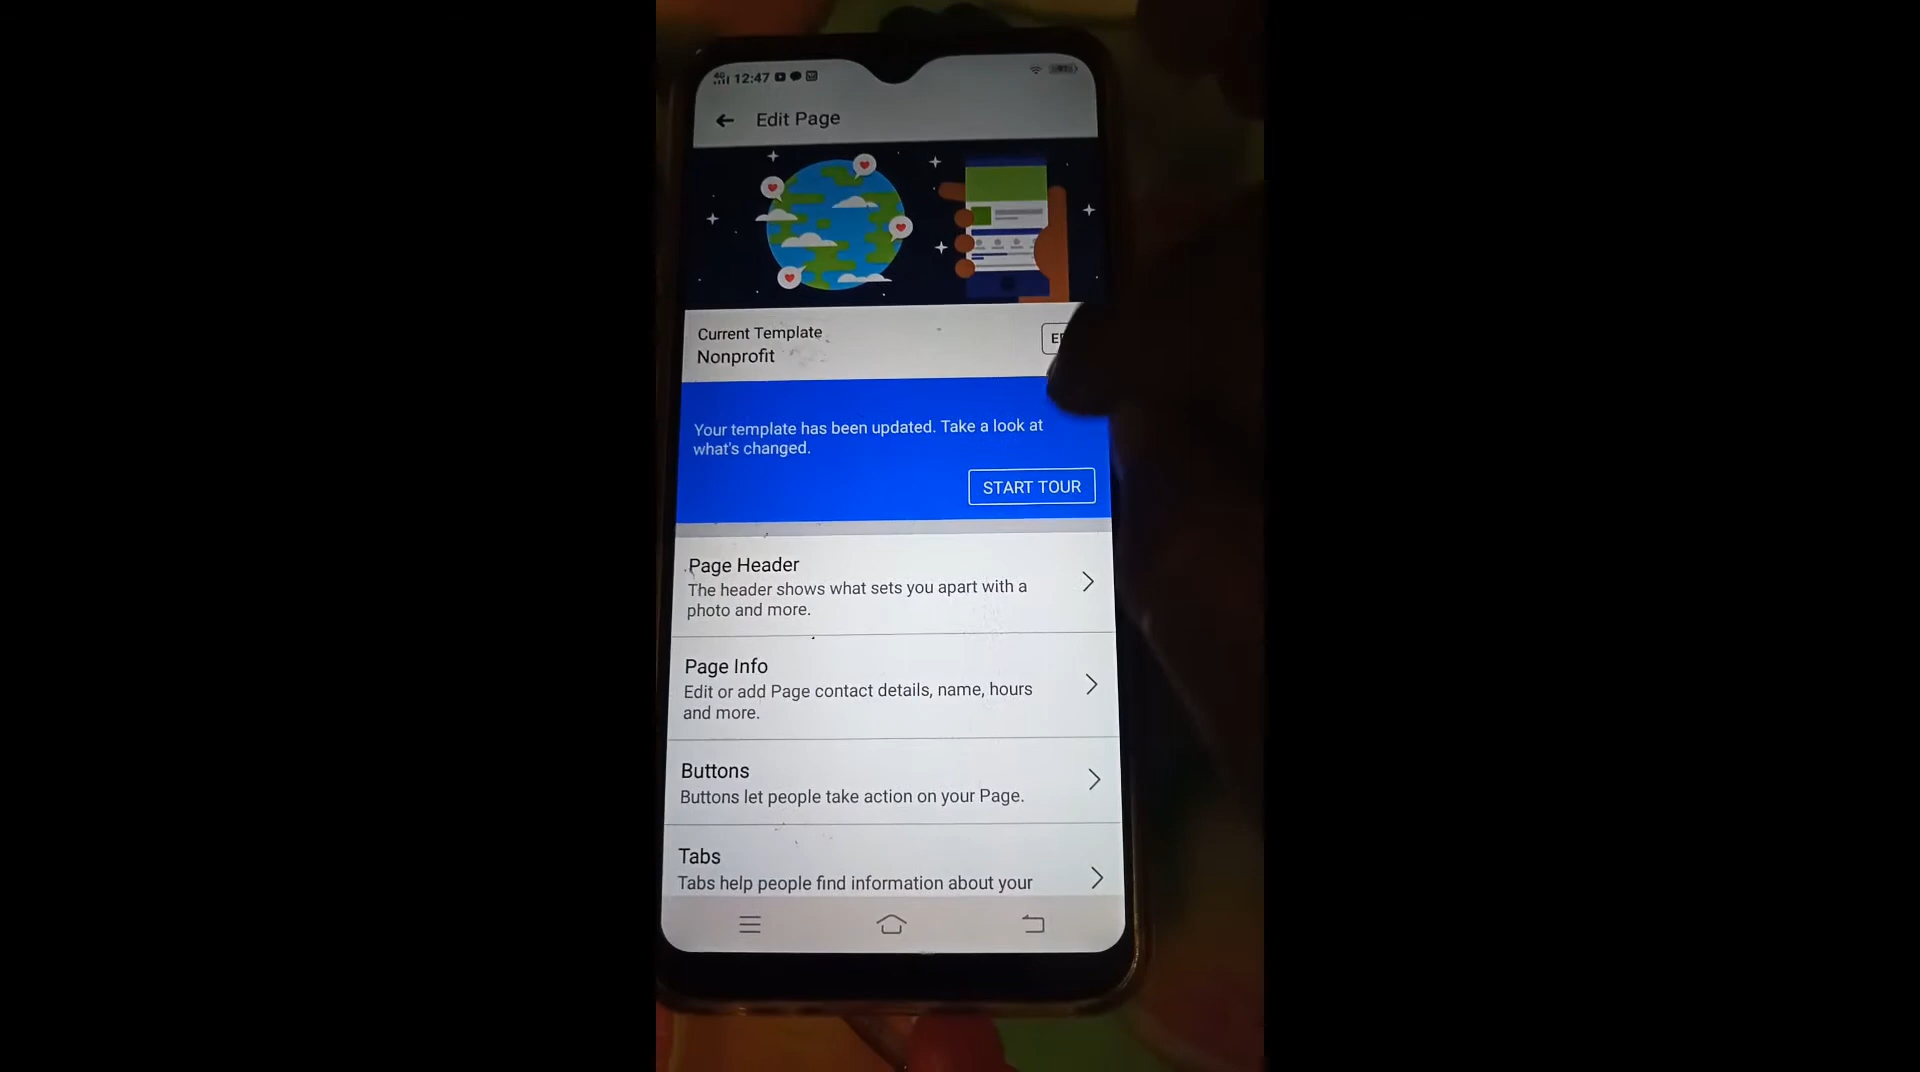 4G 12:47
Edit Page
Current Template
Nonprofit
Your template has been updated. Take a look at
what's changed.
START TOUR
Page Header
The header shows what sets you apart with a
photo and more.
Page Info
Edit or add Page contact details, name, hours
and more.
Buttons
Buttons let people take action on your Page.
Tabs
Tabs help people find information about your